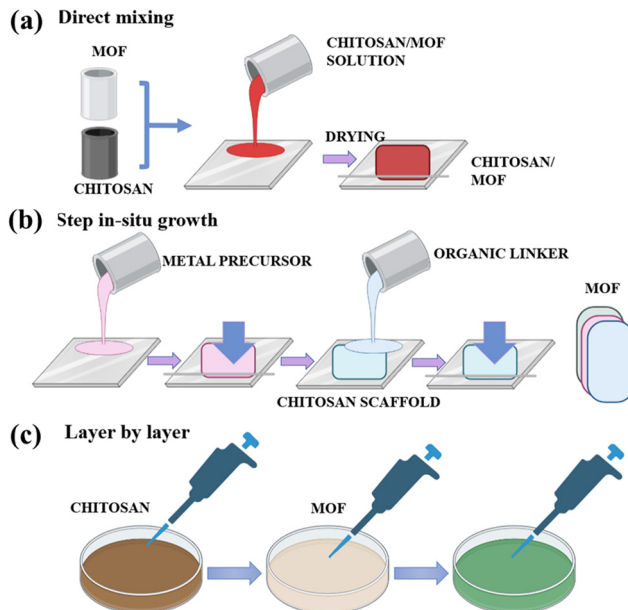 (a) Direct mixing
MOF
CHITOSAN
CHITOSAN/MOF
SOLUTION
DRYING
CHITOSAN/
MOF
(b) Step in-situ growth
METAL PRECURSOR
ORGANIC LINKER
MOF
CHITOSAN SCAFFOLD
(c) Layer by layer
CHITOSAN
MOF